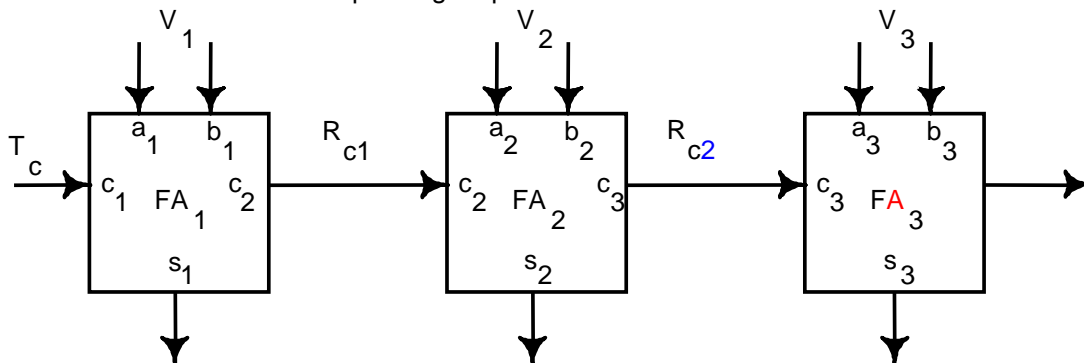 V1 V2 V3
a1 b1 a2 b2 a3 b3
Tc Rc1 Rc2
c1 FA1 c2 c2 FA2 c3 c3 FA3
s1 s2 s3